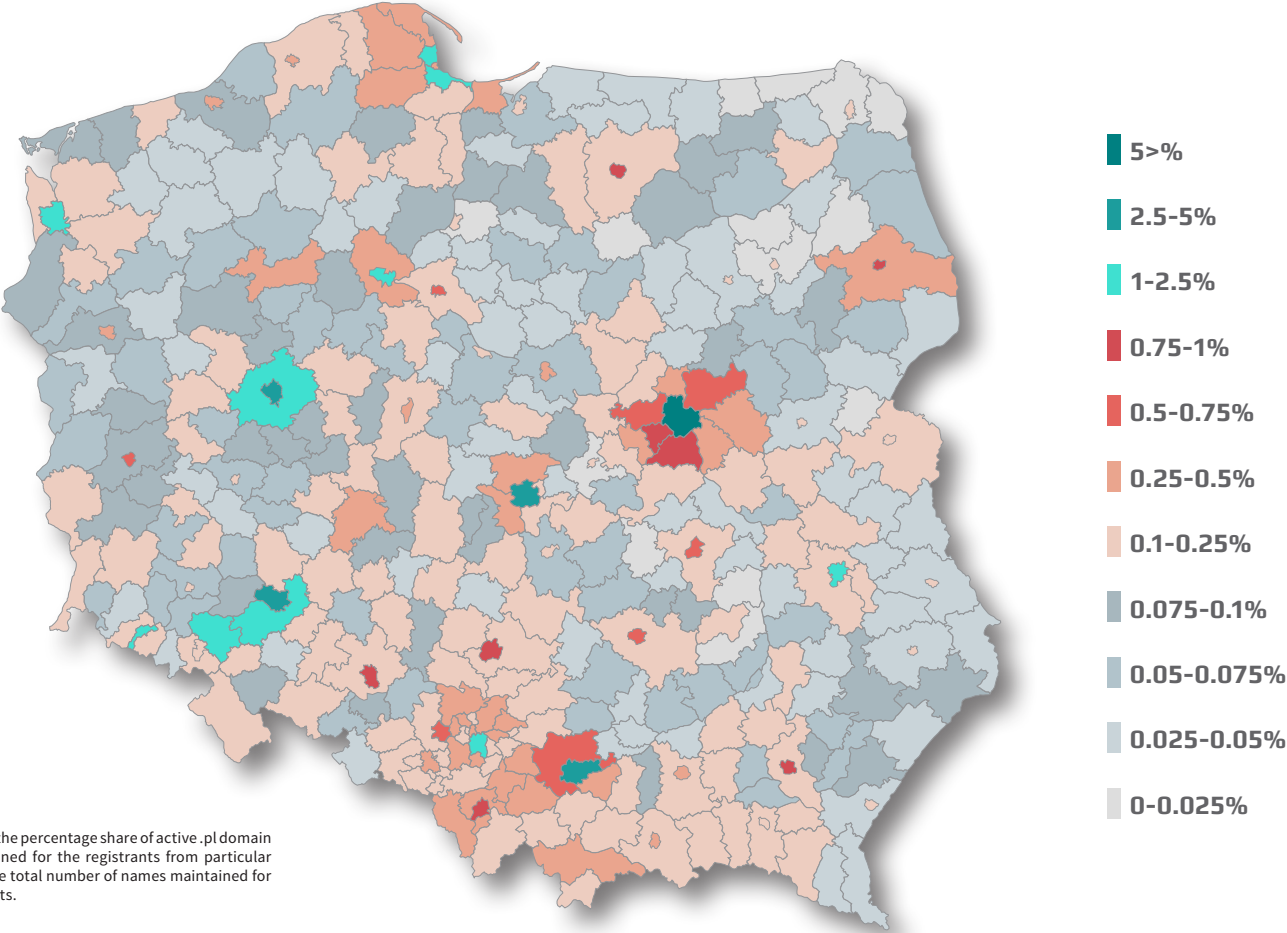 5>%
2.5-5%
1-2.5%
0.75-1%
0.5-0.75%
0.25-0.5%
0.1-0.25%
0.075-0.1%
0.05-0.075%
0.025-0.05%
0-0.025%
the percentage share of active .pl domain
ned for the registrants from particular
e total number of names maintained for
ts.